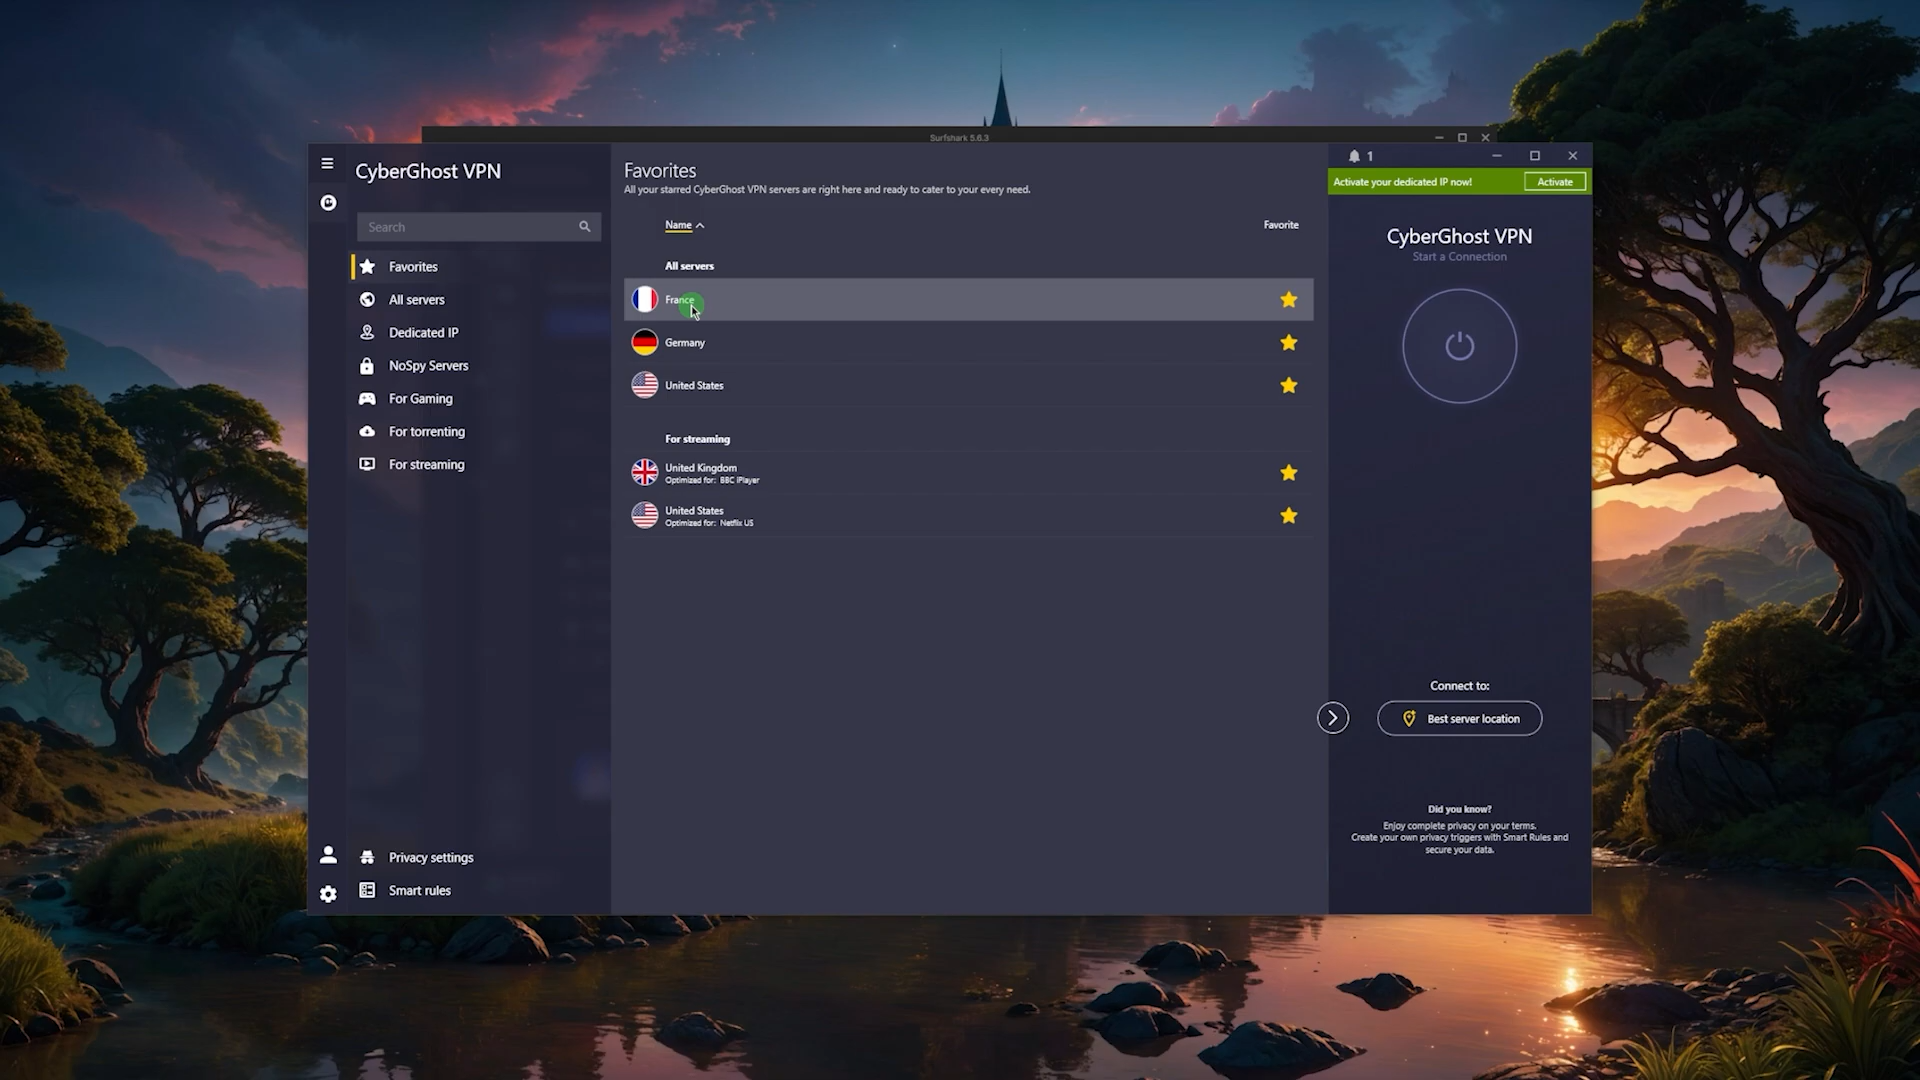 Surfshark 5.6.3
CyberGhost VPN
Search
Favorites
All servers
Dedicated IP
NoSpy Servers
For Gaming
For torrenting
For streaming
Privacy settings
Smart rules
Favorites
All your starred CyberGhost VPN servers are right here and ready to cater to your every need.
Name
Favorite
All servers
France
Germany
United States
For streaming
United Kingdom
Optimized for: BBC iPlayer
United States
Optimized for: Netflix US
1
Activate your dedicated IP now!
Activate
CyberGhost VPN
Start a Connection
Connect to:
Best server location
Did you know?
Enjoy complete privacy on your terms.
Create your own privacy triggers with Smart Rules and
secure your data.